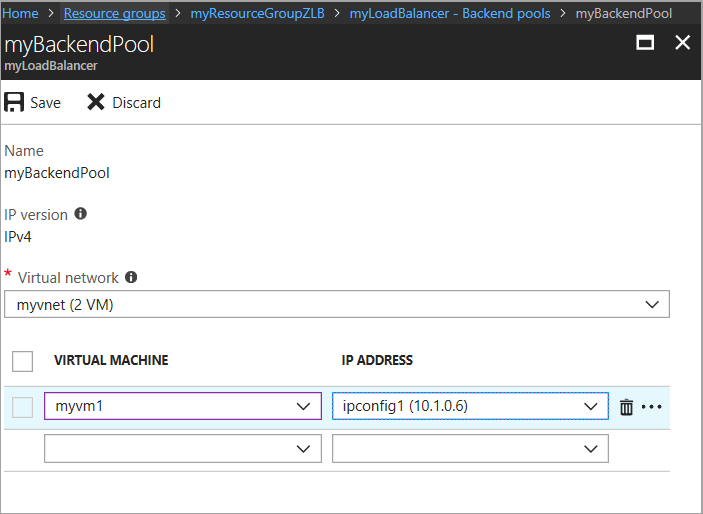 Home > Resource groups > myResourceGroupZLB > myLoadBalancer - Backend pools > myBackendPool
myBackendPool
myLoadBalancer
Save Discard
Name
myBackendPool
IP version
IPv4
* Virtual network
myvnet (2 VM)
VIRTUAL MACHINE IP ADDRESS
myvm1 ipconfig1 (10.1.0.6)